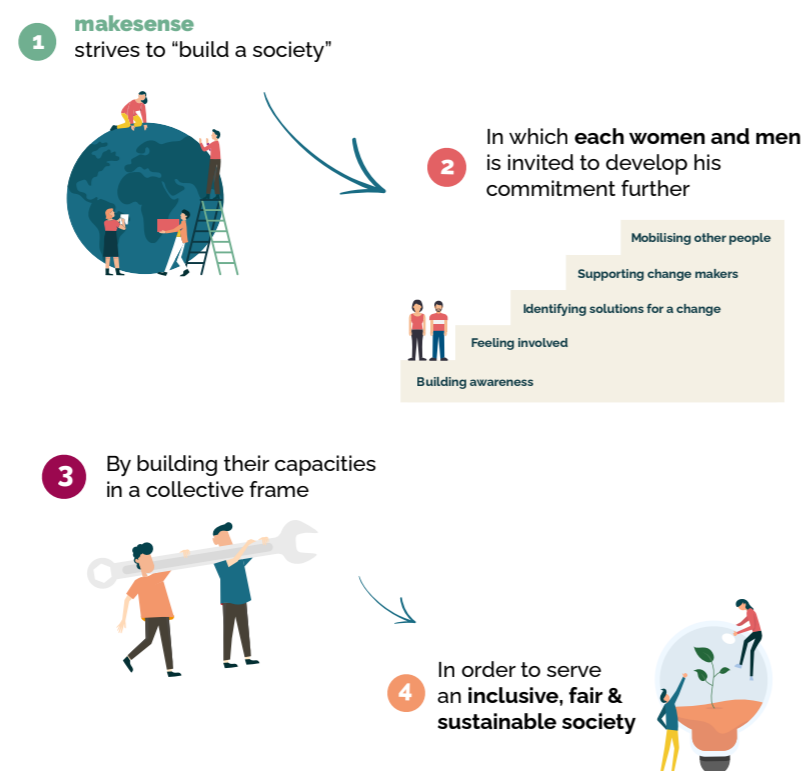 1
makesense
strives to “build a society”
2
In which each women and men
is invited to develop his
commitment further
Mobilising other people
Supporting change makers
Identifying solutions for a change
Feeling involved
Building awareness
3
By building their capacities
in a collective frame
4
In order to serve
an inclusive, fair &
sustainable society